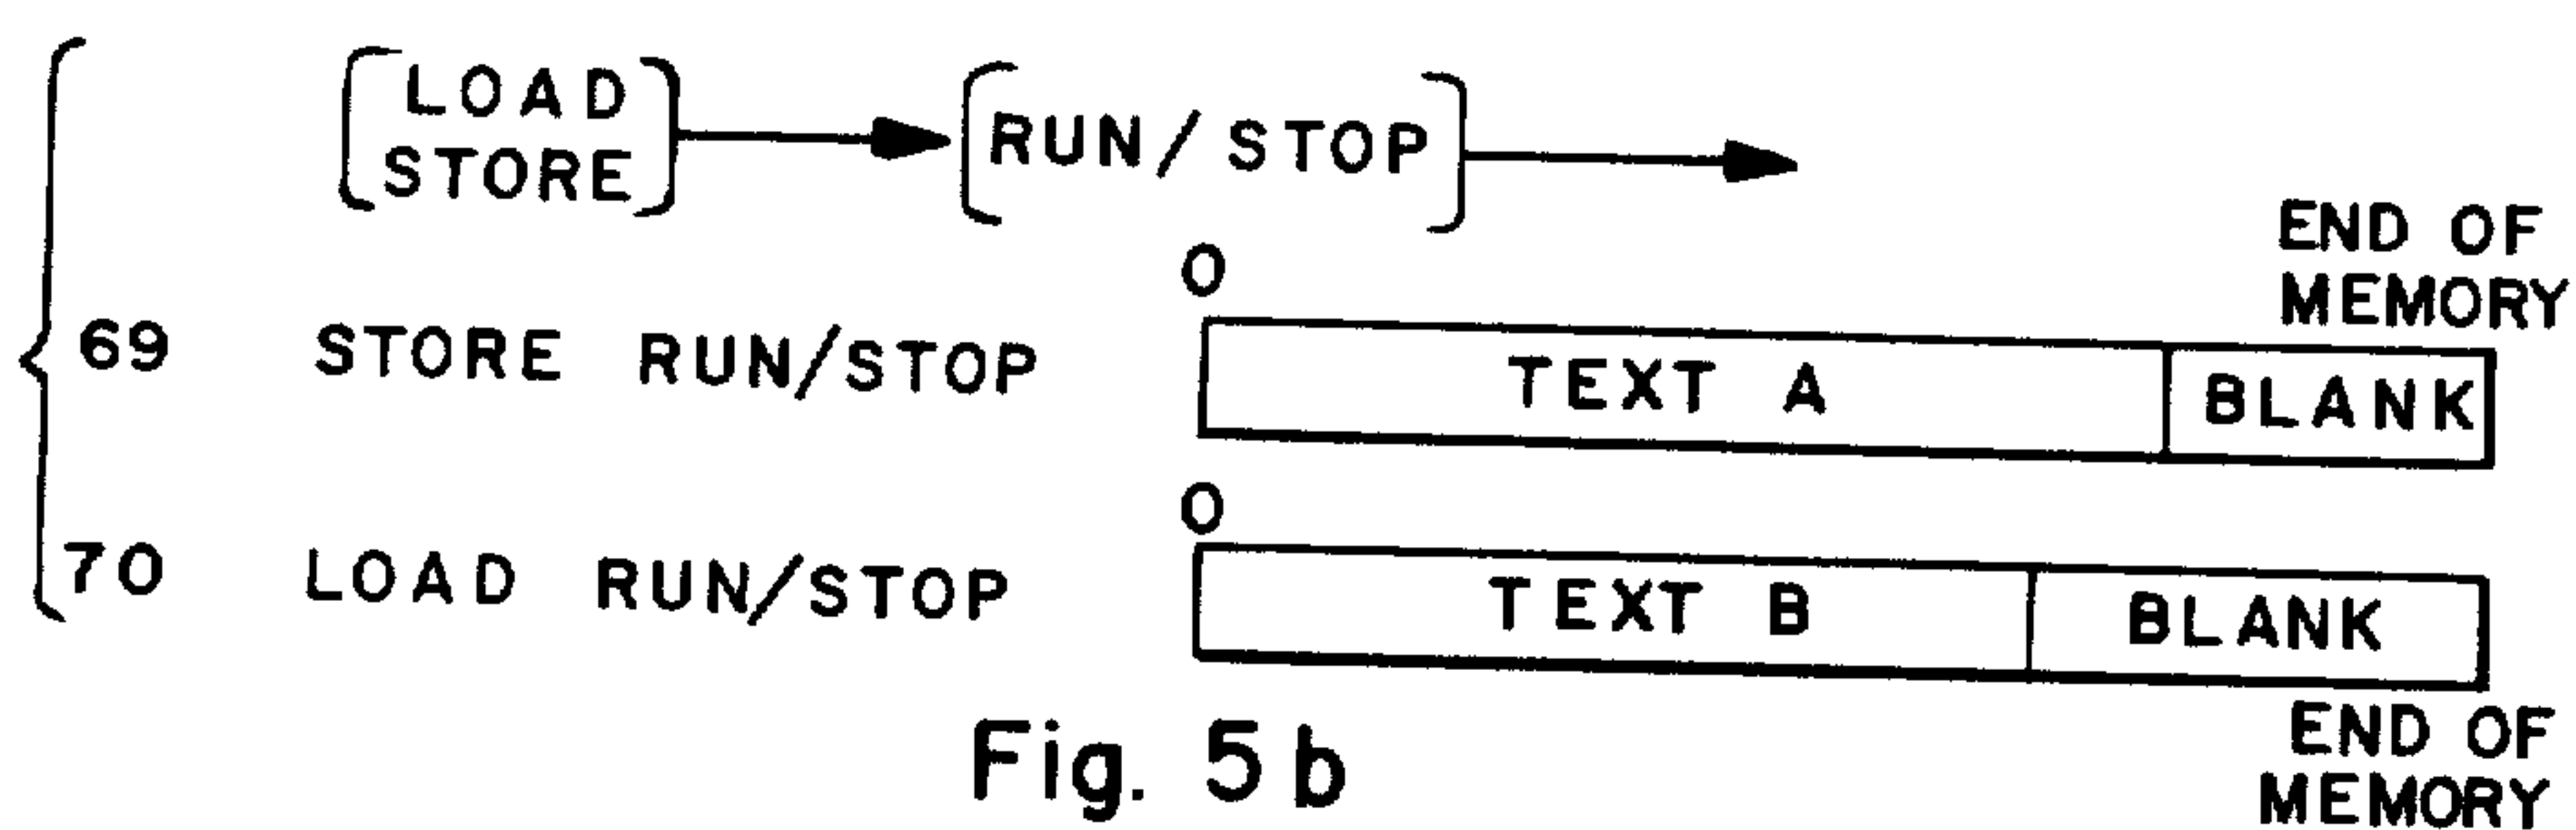 LOAD
STORE
RUN/STOP
END OF
MEMORY
0
69 STORE RUN/STOP TEXT A BLANK
0
70 LOAD RUN/STOP TEXT B BLANK
END OF
MEMORY
Fig. 5b